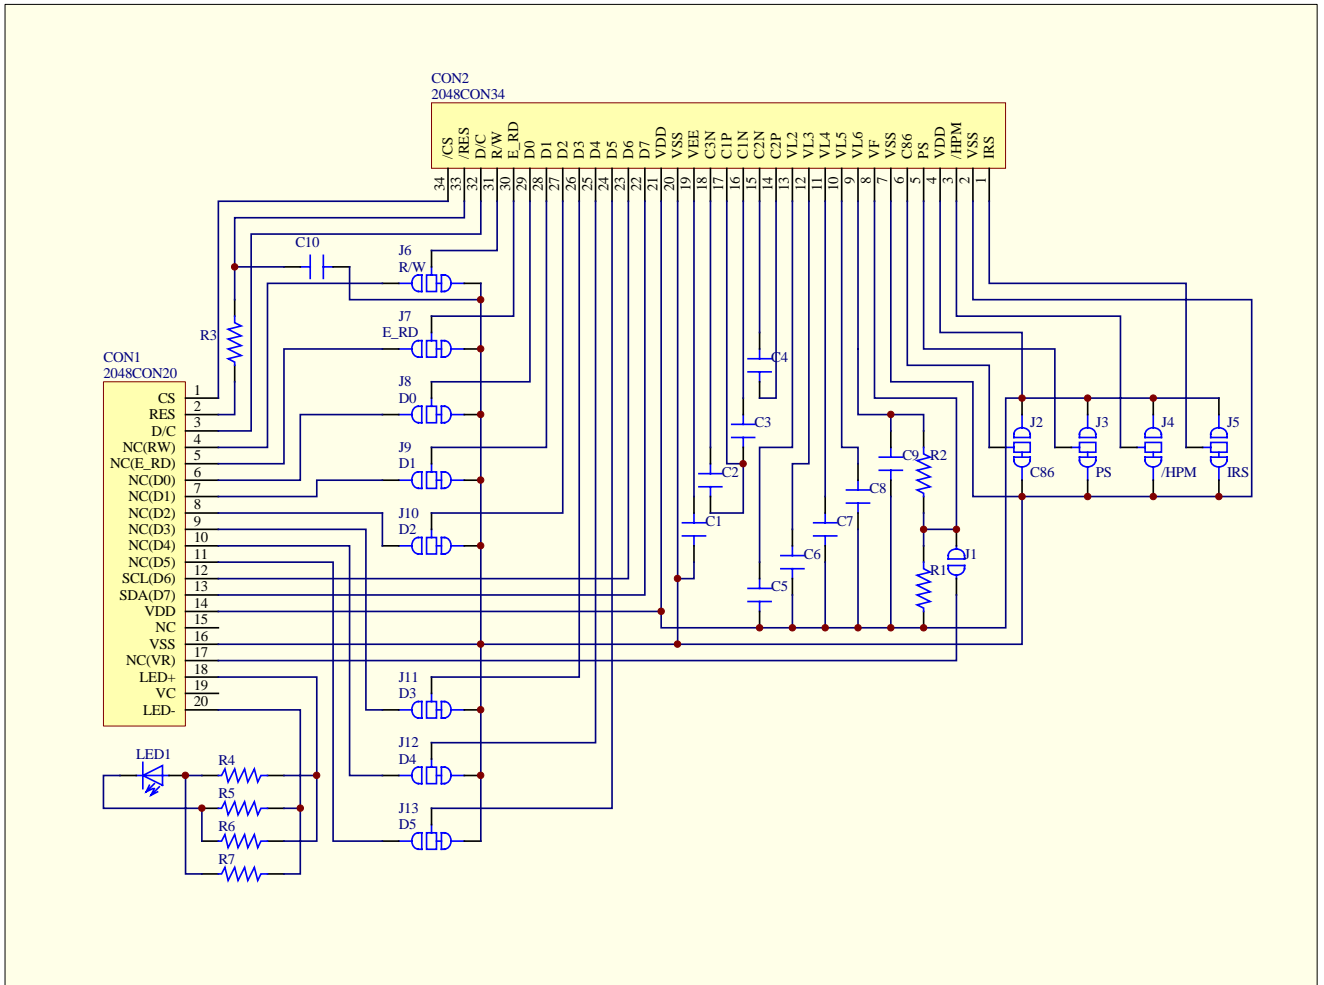 CON2
2048CON34
/CS
/RES
D/C
R/W
E_RD
D0
D1
D2
D3
D4
D5
D6
D7
VDD
VSS
VEE
C3N
C1P
C1N
C2N
C2P
VL2
VL3
VL4
VL5
VL6
VF
VSS
C86
PS
VDD
/HPM
VSS
IRS
34
33
32
31
30
29
28
27
26
25
24
23
22
21
20
19
18
17
16
15
14
13
12
11
10
9
8
7
6
5
4
3
2
1
C10
J6
R/W
J7
E_RD
R3
C4
CON1
2048CON20
J8
D0
CS 1
RES 2
D/C 3
NC(RW) 4
NC(E_RD) 5
NC(D0) 6
NC(D1) 7
NC(D2) 8
NC(D3) 9
NC(D4) 10
NC(D5) 11
SCL(D6) 12
SDA(D7) 13
VDD 14
NC 15
VSS 16
NC(VR) 17
LED+ 18
VC 19
LED- 20
J9
D1
J10
D2
C3
C2
C1
C9
R2
C8
C7
C6
C5
J1
R1
J2
C86
J3
PS
J4
/HPM
J5
IRS
J11
D3
J12
D4
J13
D5
LED1
R4
R5
R6
R7